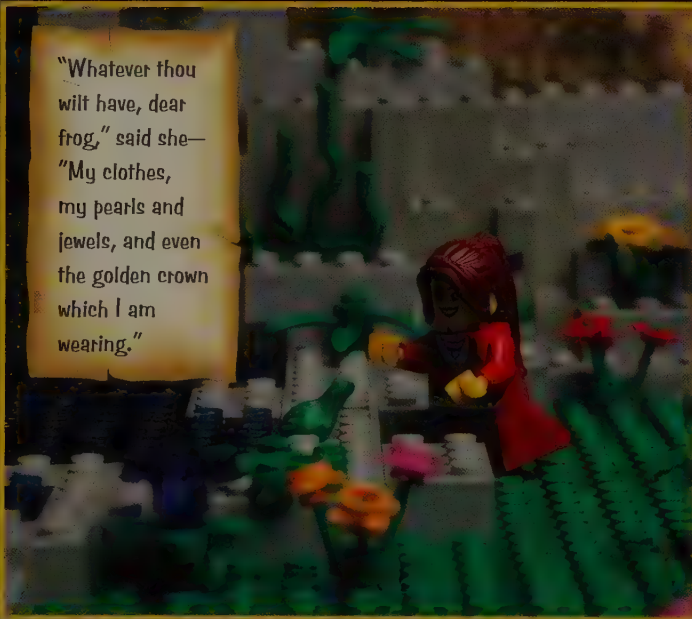 “Whatever thou
wilt have, dear
frog,” said she—
“My clothes,
my pearls and
jewels, and even
the golden crown
which I am
wearing.”